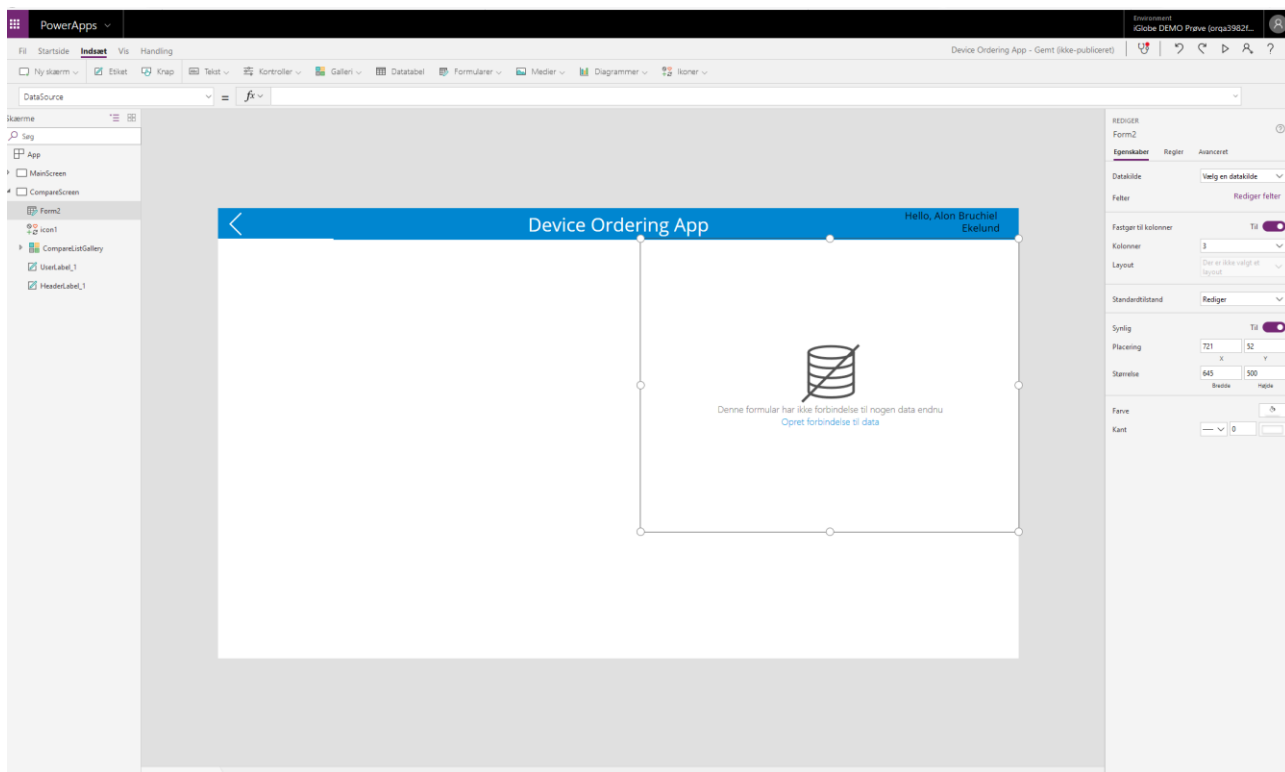 PowerApps
Environment
iGlobe DEMO Prøve (orqa3982f...
Fil Startside Indsæt Vis Handling
Device Ordering App - Gemt (ikke-publiceret)
Ny skærm Etiket Knap Tekst Kontroller Galleri Datatabel Formularer Medier Diagrammer Ikoner
DataSource = fx
Skærme
Søg
App
MainScreen
CompareScreen
Form2
icon1
CompareListGallery
UserLabel_1
HeaderLabel_1
Device Ordering App
Hello, Alon Bruchiel
Ekelund
Denne formular har ikke forbindelse til nogen data endnu
Opret forbindelse til data
REDIGER
Form2
Egenskaber Regler Avanceret
Datakilde Vælg en datakilde
Felter Rediger felter
Fastgør til kolonner Til
Kolonner 3
Layout Der er ikke valgt et
layout
Standardtilstand Rediger
Synlig Til
Placering 721 52
X Y
Størrelse 645 500
Bredde Højde
Farve
Kant 0